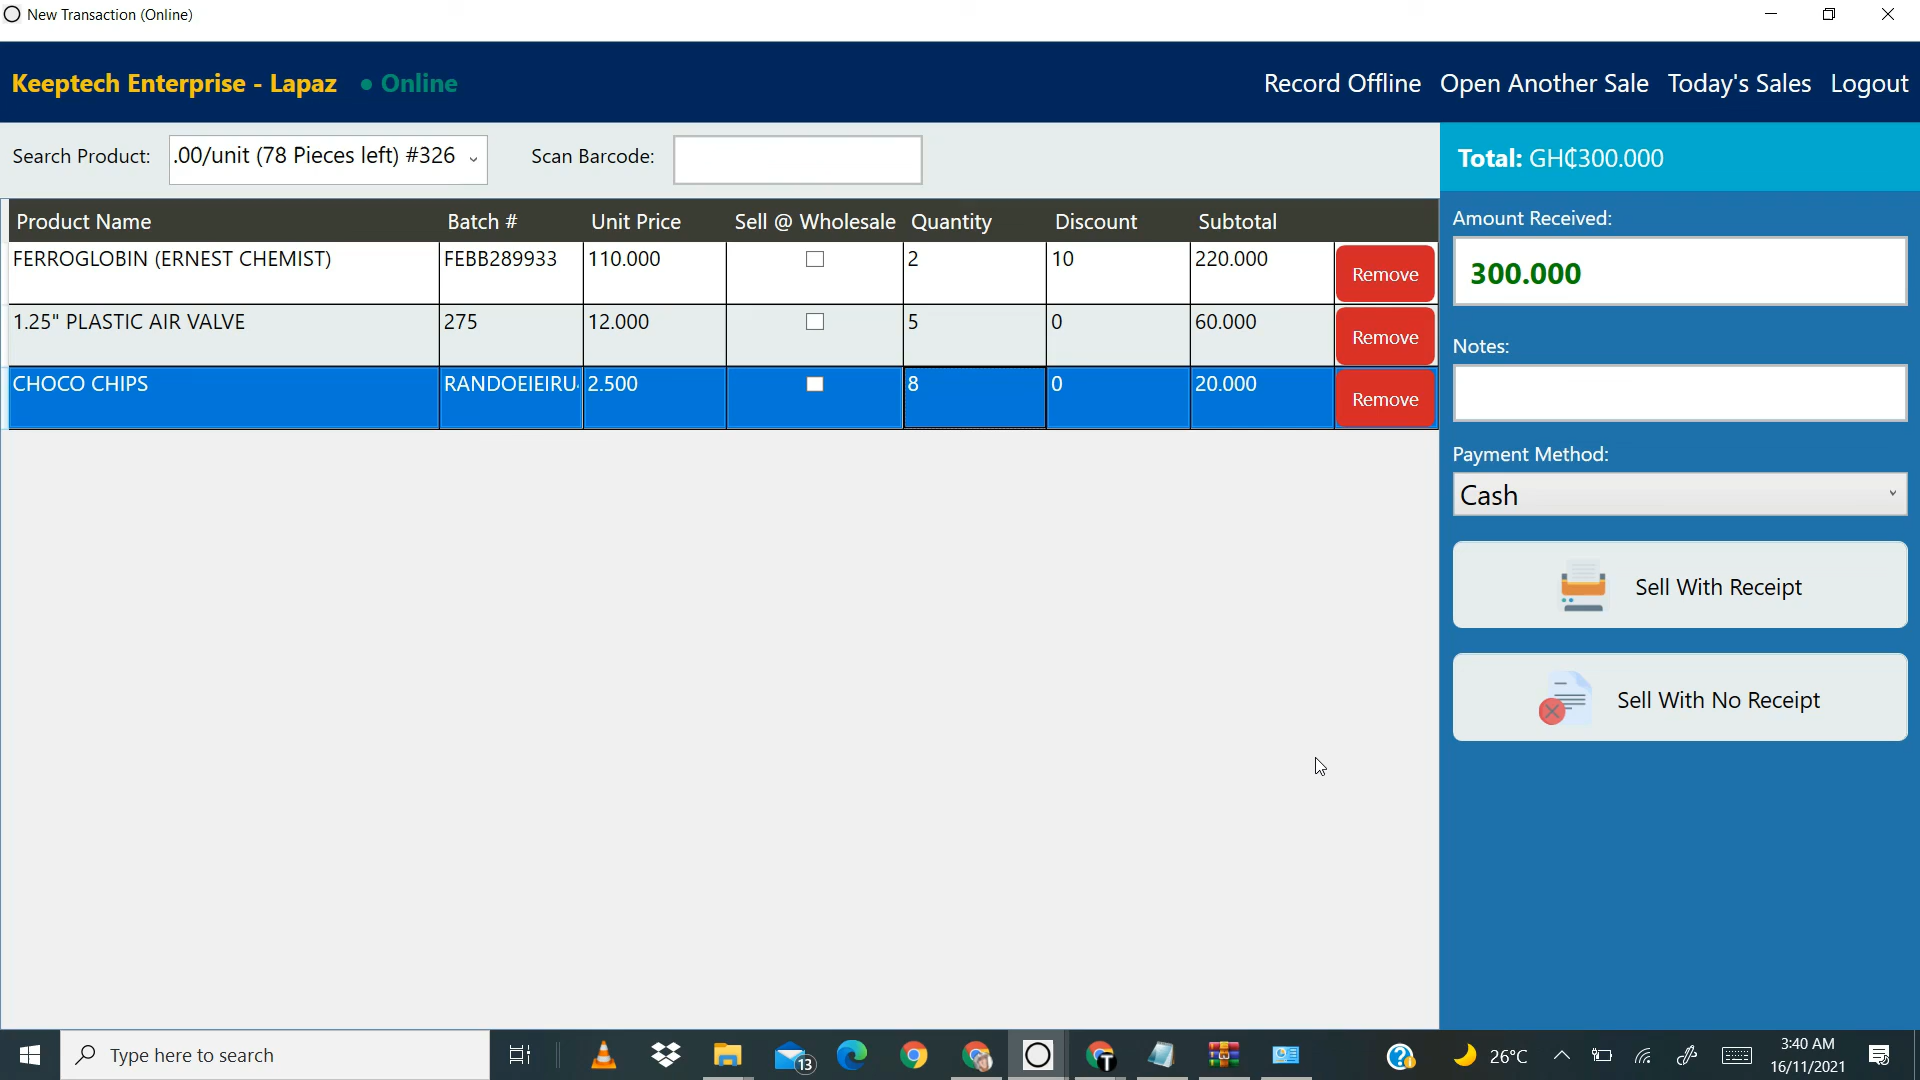 New Transaction (Online)
Keeptech Enterprise - Lapaz ● Online Record Offline Open Another Sale Today's Sales Logout
Search Product: .00/unit (78 Pieces left) #326 Scan Barcode:
Total: GH₵300.000
Product Name Batch # Unit Price Sell @ Wholesale Quantity Discount Subtotal
FERROGLOBIN (ERNEST CHEMIST) FEBB289933 110.000 2 10 220.000 Remove
1.25" PLASTIC AIR VALVE 275 12.000 5 0 60.000 Remove
CHOCO CHIPS RANDOEIEIRU 2.500 8 0 20.000 Remove
Amount Received:
300.000
Notes:
Payment Method:
Cash
Sell With Receipt
Sell With No Receipt
Type here to search 13 T 26°C 3:40 AM
16/11/2021